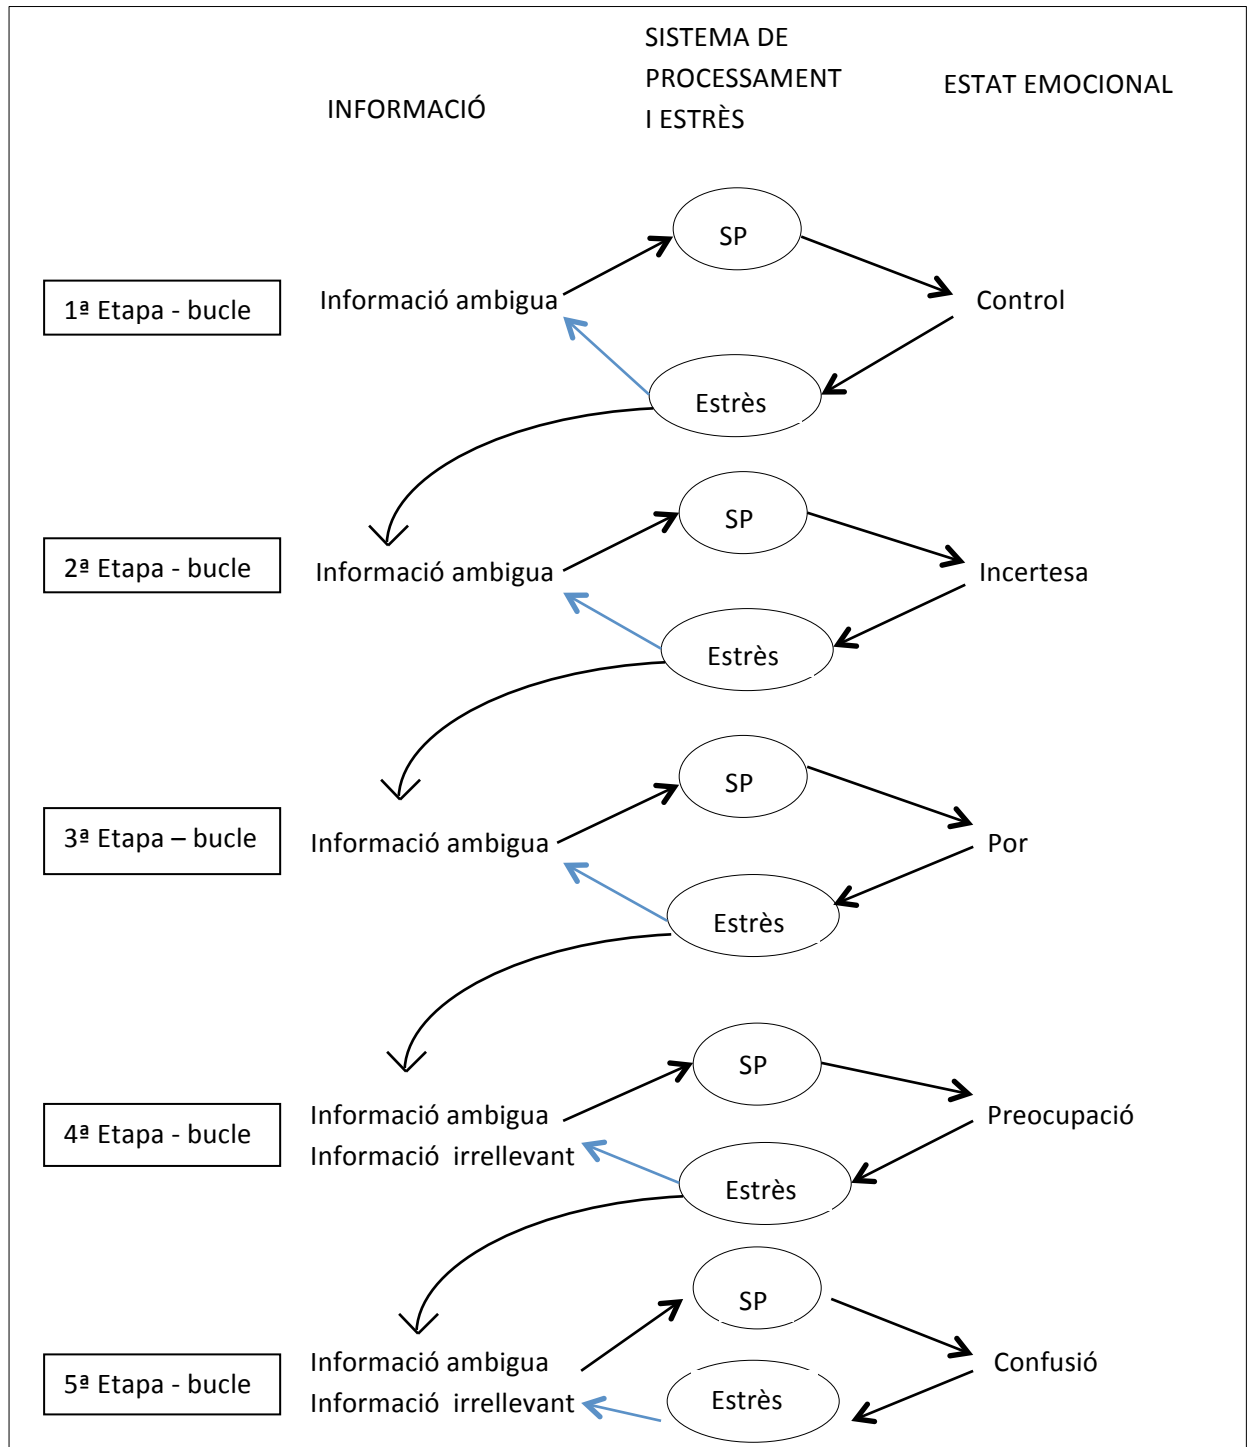 INFORMACIÓ
SISTEMA DE
PROCESSAMENT
I ESTRÈS
ESTAT EMOCIONAL
SP
1ª Etapa - bucle
Informació ambigua
Control
Estrès
SP
2ª Etapa - bucle
Informació ambigua
Incertesa
Estrès
SP
3ª Etapa – bucle
Informació ambigua
Por
Estrès
SP
4ª Etapa - bucle
Informació ambigua
Informació  irrellevant
Preocupació
Estrès
SP
5ª Etapa - bucle
Informació ambigua
Informació  irrellevant
Confusió
Estrès